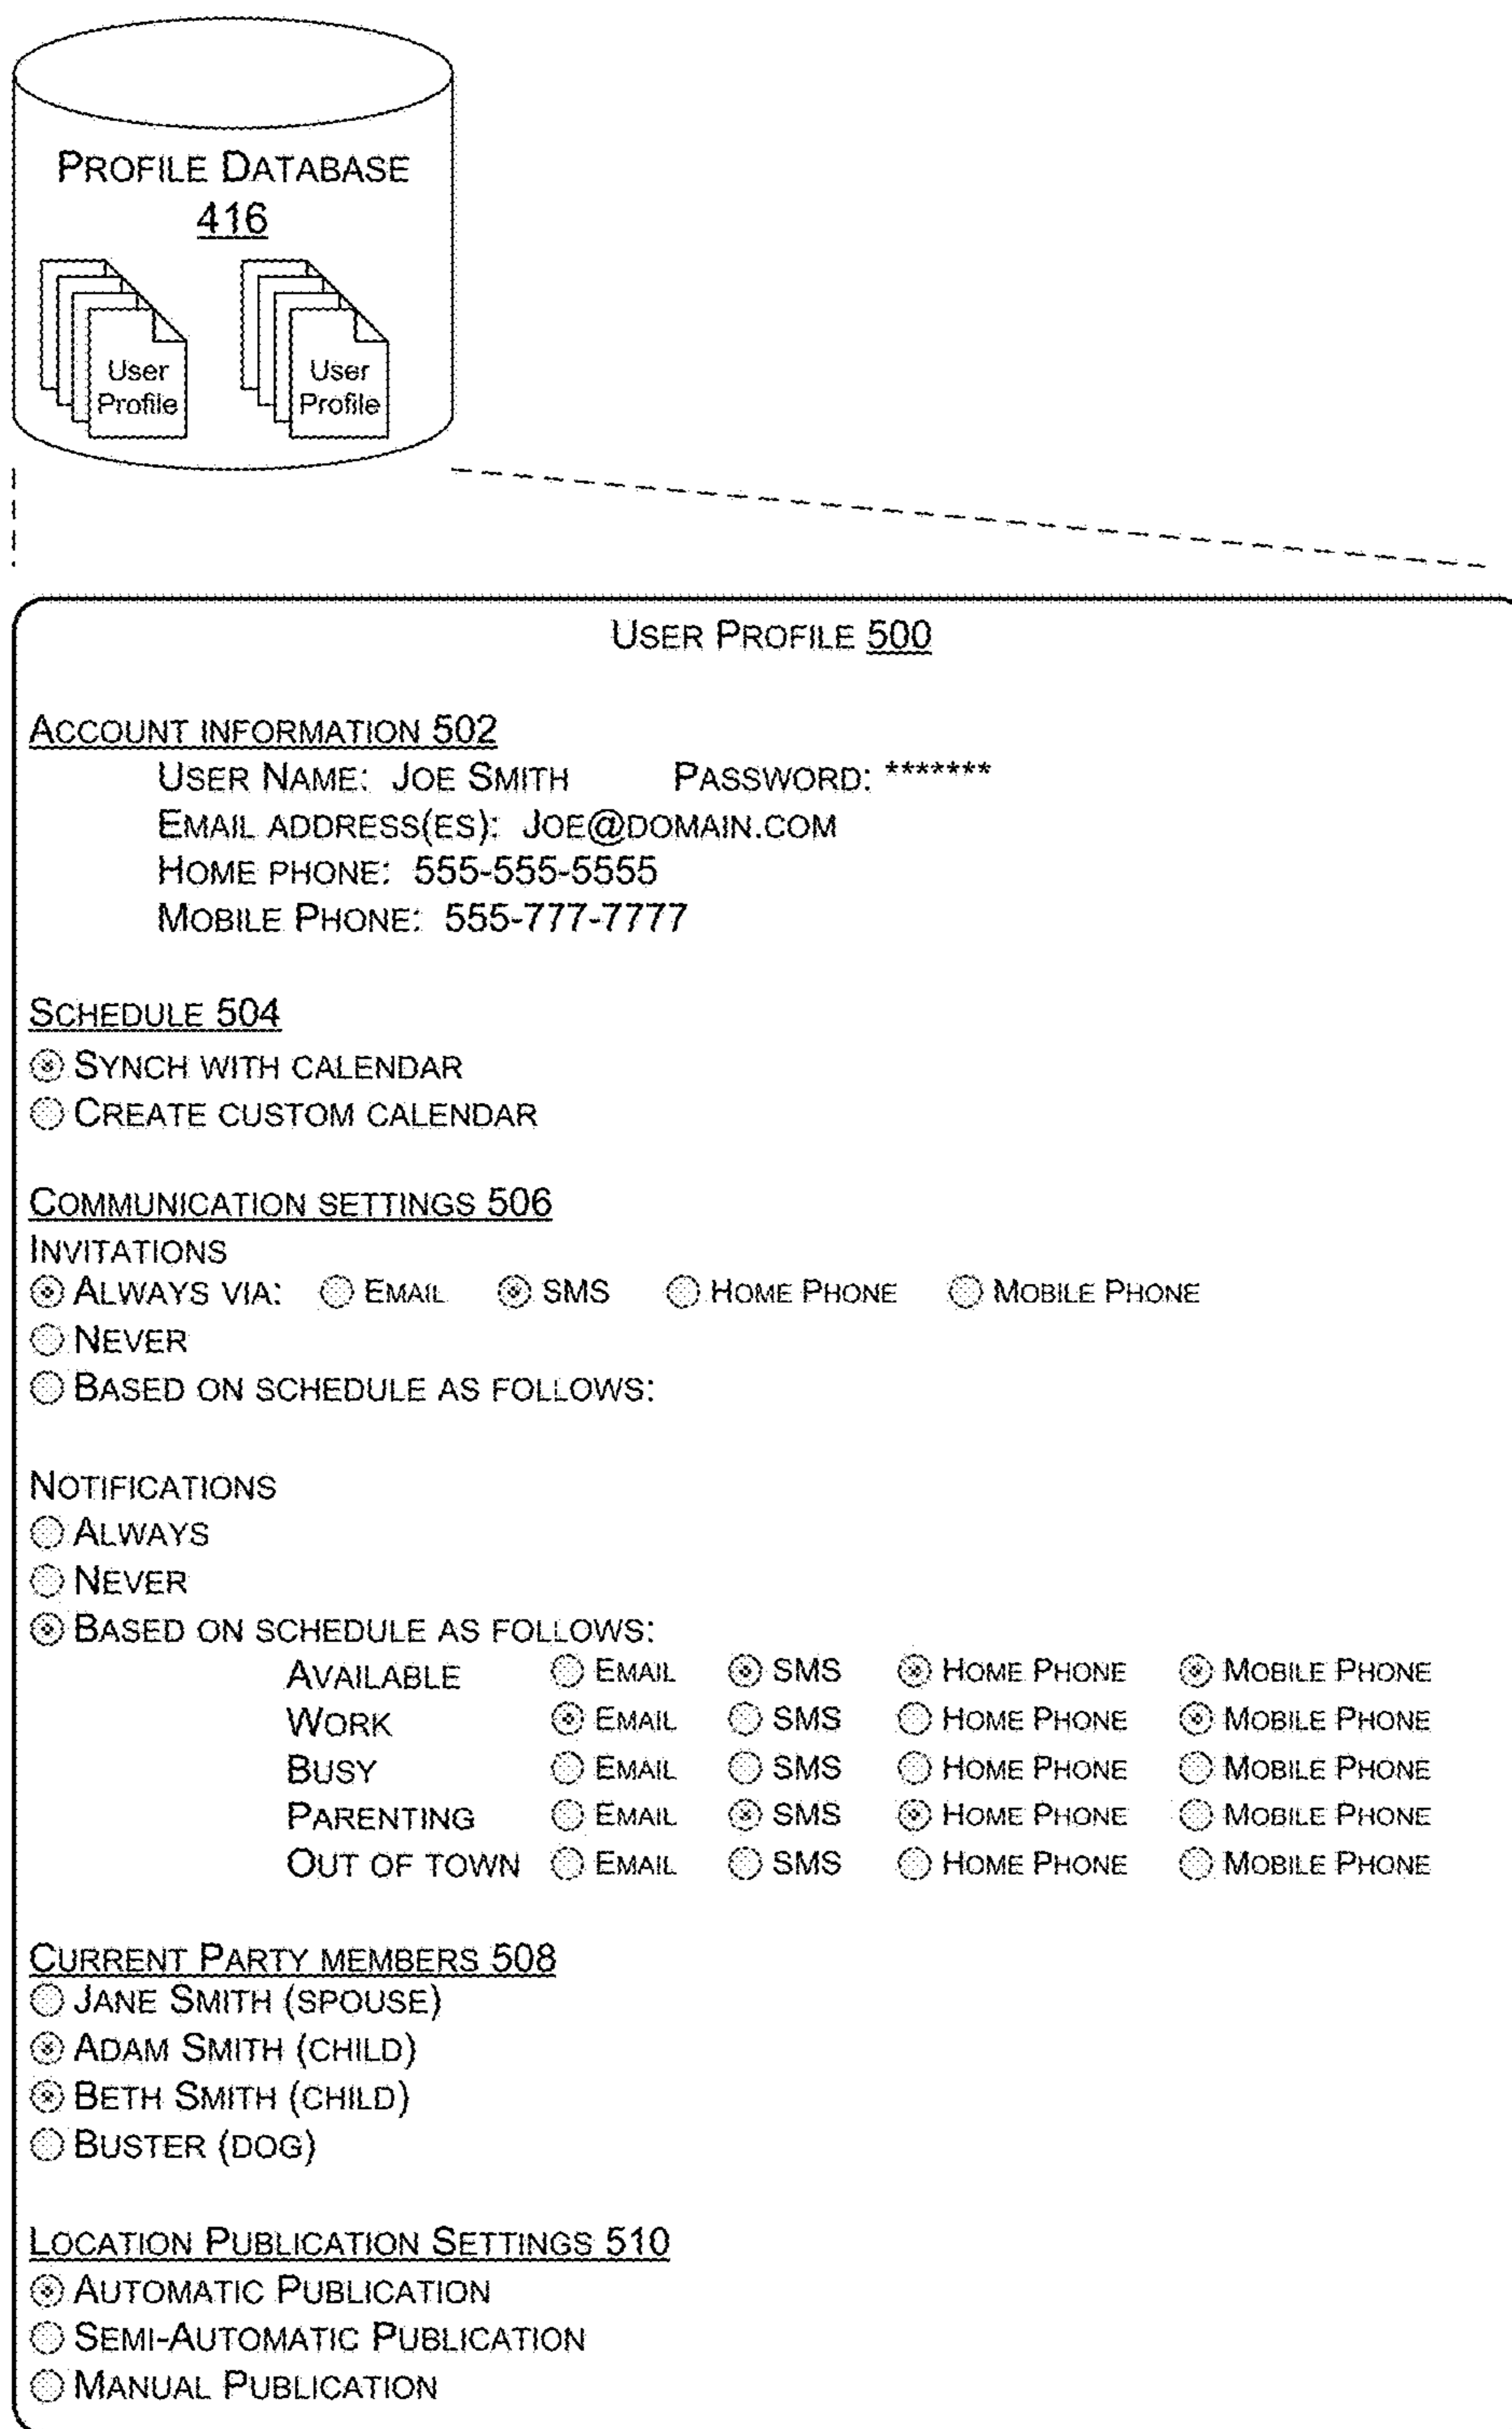 PROFILE DATABASE
416
User Profile
User Profile
USER PROFILE 500
ACCOUNT INFORMATION 502
USER NAME: JOE SMITH PASSWORD: *******
EMAIL ADDRESS(ES): JOE@DOMAIN.COM
HOME PHONE: 555-555-5555
MOBILE PHONE: 555-777-7777
SCHEDULE 504
SYNCH WITH CALENDAR
CREATE CUSTOM CALENDAR
COMMUNICATION SETTINGS 506
INVITATIONS
ALWAYS VIA: EMAIL SMS HOME PHONE MOBILE PHONE
NEVER
BASED ON SCHEDULE AS FOLLOWS:
NOTIFICATIONS
ALWAYS
NEVER
BASED ON SCHEDULE AS FOLLOWS:
AVAILABLE EMAIL SMS HOME PHONE MOBILE PHONE
WORK EMAIL SMS HOME PHONE MOBILE PHONE
BUSY EMAIL SMS HOME PHONE MOBILE PHONE
PARENTING EMAIL SMS HOME PHONE MOBILE PHONE
OUT OF TOWN EMAIL SMS HOME PHONE MOBILE PHONE
CURRENT PARTY MEMBERS 508
JANE SMITH (SPOUSE)
ADAM SMITH (CHILD)
BETH SMITH (CHILD)
BUSTER (DOG)
LOCATION PUBLICATION SETTINGS 510
AUTOMATIC PUBLICATION
SEMI-AUTOMATIC PUBLICATION
MANUAL PUBLICATION